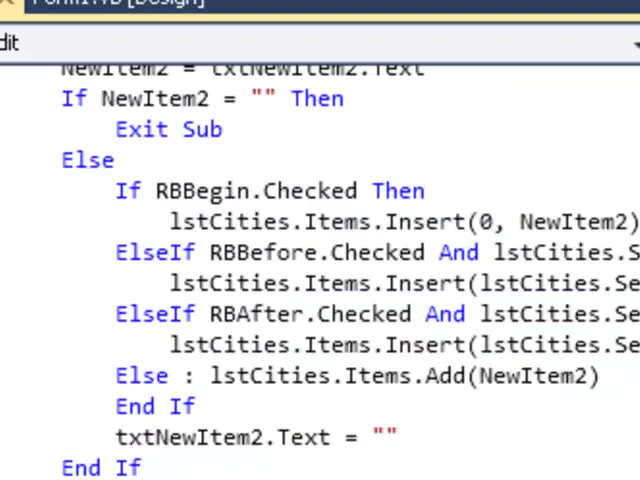 Form1.vb [Design]
dit
NewItem2 = txtNewItem2.Text
If NewItem2 = "" Then
Exit Sub
Else
If RBBegin.Checked Then
lstCities.Items.Insert(0, NewItem2)
ElseIf RBBefore.Checked And lstCities.S
lstCities.Items.Insert(lstCities.Se
ElseIf RBAfter.Checked And lstCities.Se
lstCities.Items.Insert(lstCities.Se
Else : lstCities.Items.Add(NewItem2)
End If
txtNewItem2.Text = ""
End If